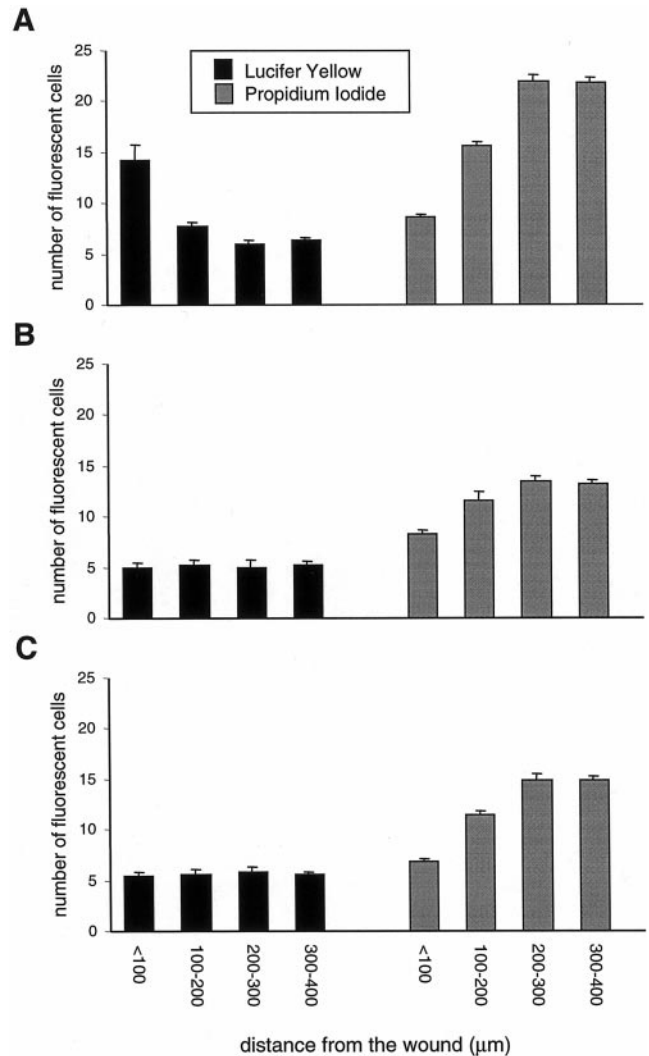 A
number of fluorescent cells
25
20
15
10
5
0
Lucifer Yellow
Propidium Iodide
B
number of fluorescent cells
25
20
15
10
5
0
C
number of fluorescent cells
25
20
15
10
5
0
<100
100-200
200-300
300-400
<100
100-200
200-300
300-400
distance from the wound (μm)